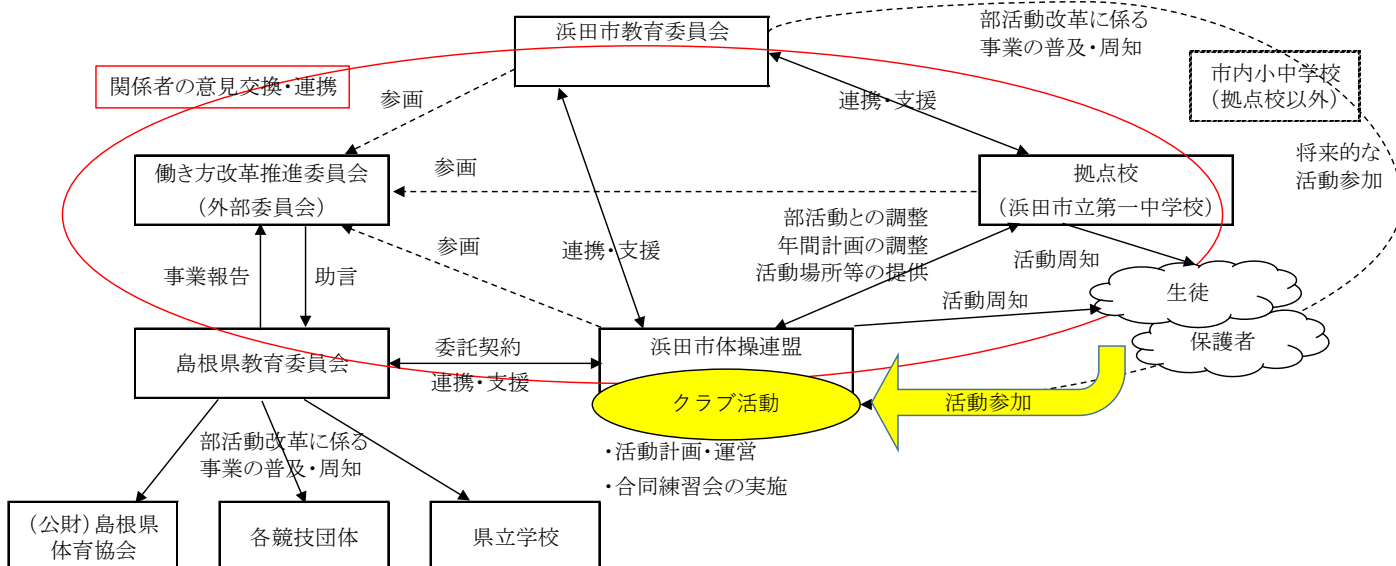 浜田市教育委員会
部活動改革に係る
事業の普及・周知
関係者の意見交換・連携
参画
連携・支援
市内小中学校
（拠点校以外）
働き方改革推進委員会
（外部委員会）
参画
拠点校
（浜田市立第一中学校）
将来的な
活動参加
事業報告
助言
参画
連携・支援
部活動との調整
年間計画の調整
活動場所等の提供
活動周知
活動周知
生徒
保護者
島根県教育委員会
委託契約
連携・支援
浜田市体操連盟
クラブ活動
活動参加
・活動計画・運営
・合同練習会の実施
部活動改革に係る
事業の普及・周知
（公財）島根県
体育協会
各競技団体
県立学校